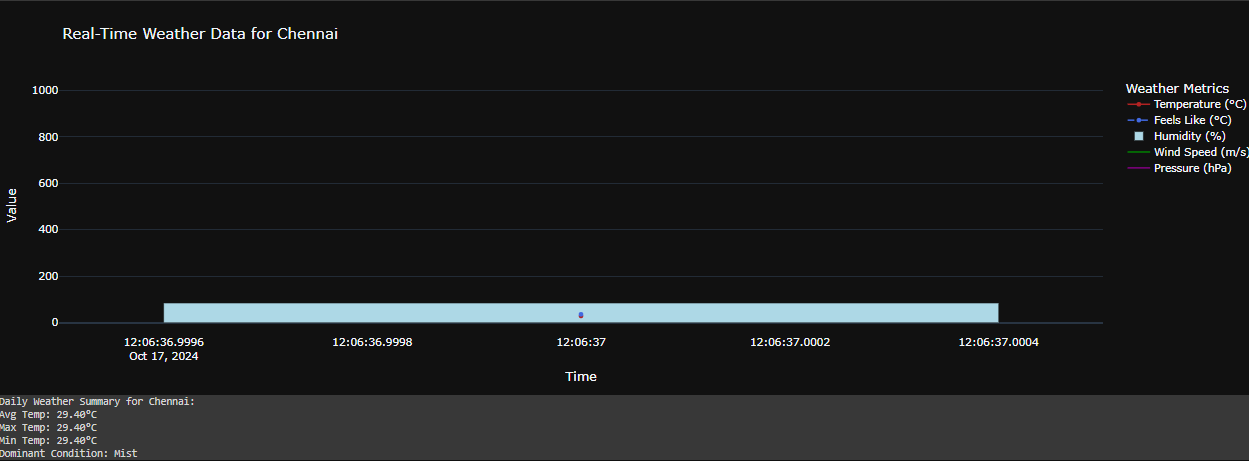 Real-Time Weather Data for Chennai
Weather Metrics
Temperature (°C)
Feels Like (°C)
Humidity (%)
Wind Speed (m/s)
Pressure (hPa)
1000
800
600
400
200
0
Value
12:06:36.9996 12:06:36.9998 12:06:37 12:06:37.0002 12:06:37.0004
Oct 17, 2024
Time
Daily Weather Summary for Chennai:
Avg Temp: 29.40°C
Max Temp: 29.40°C
Min Temp: 29.40°C
Dominant Condition: Mist